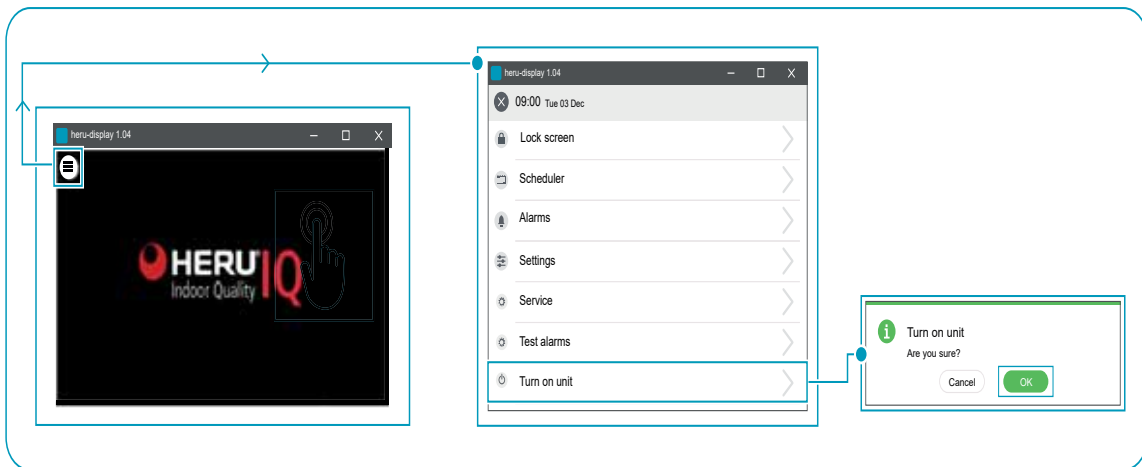 heru-display 1.04
HERU IQ
Indoor Quality
heru-display 1.04
09:00 Tue 03 Dec
Lock screen
Scheduler
Alarms
Settings
Service
Test alarms
Turn on unit
Turn on unit
Are you sure?
Cancel OK